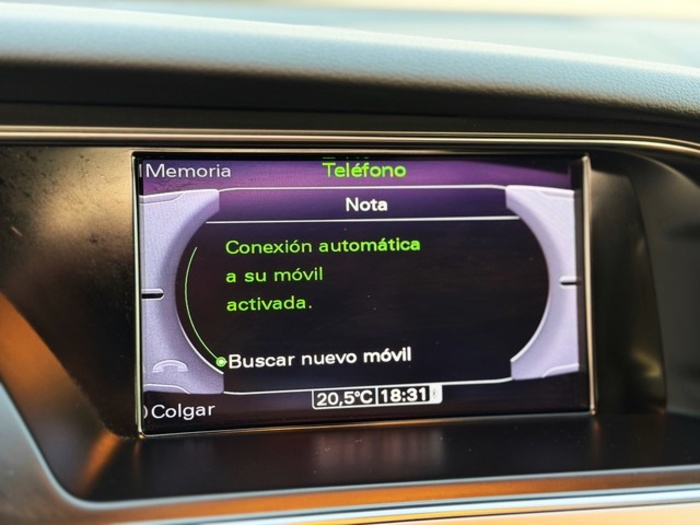 Memoria
Teléfono
Nota
Conexión automática
a su móvil
activada.
Buscar nuevo móvil
20,5°C 18:31
Colgar